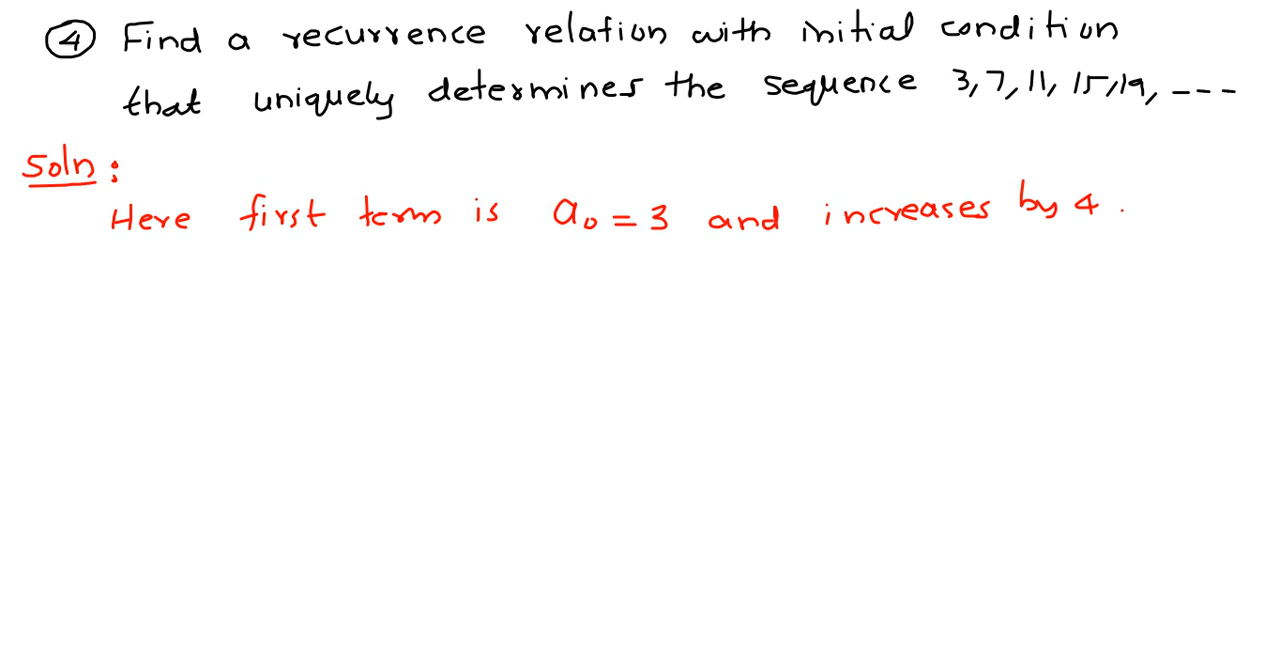 ④ Find a recurrence relation with initial condition
that uniquely determines the sequence 3, 7, 11, 15, 19, ---
Soln :
Here first term is a₀ = 3 and increases by 4 .